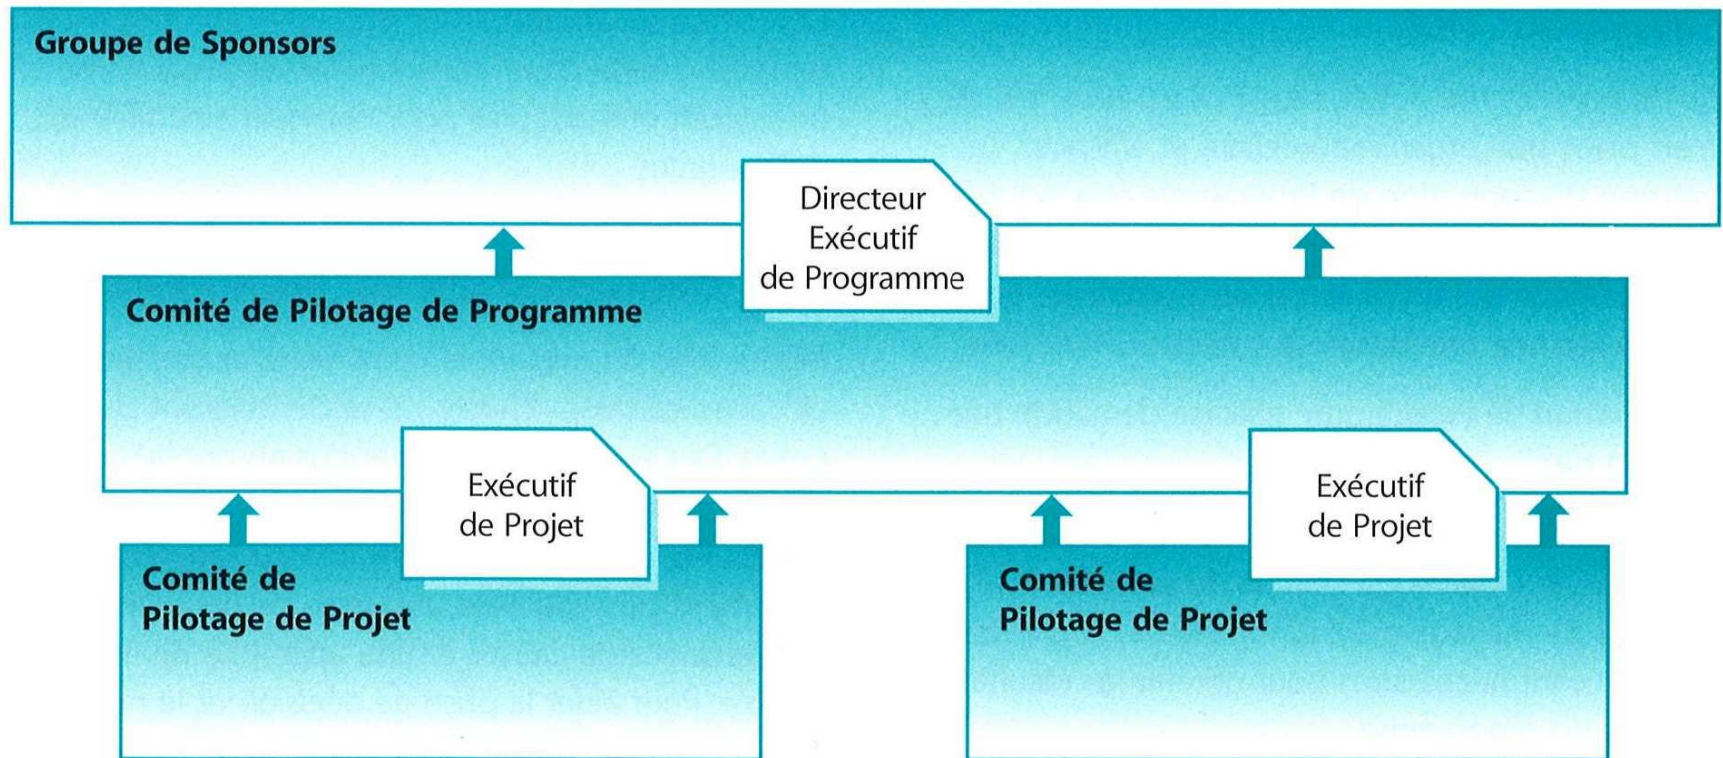 Groupe de Sponsors
Directeur
Exécutif
de Programme
Comité de Pilotage de Programme
Exécutif
de Projet
Exécutif
de Projet
Comité de
Pilotage de Projet
Comité de
Pilotage de Projet